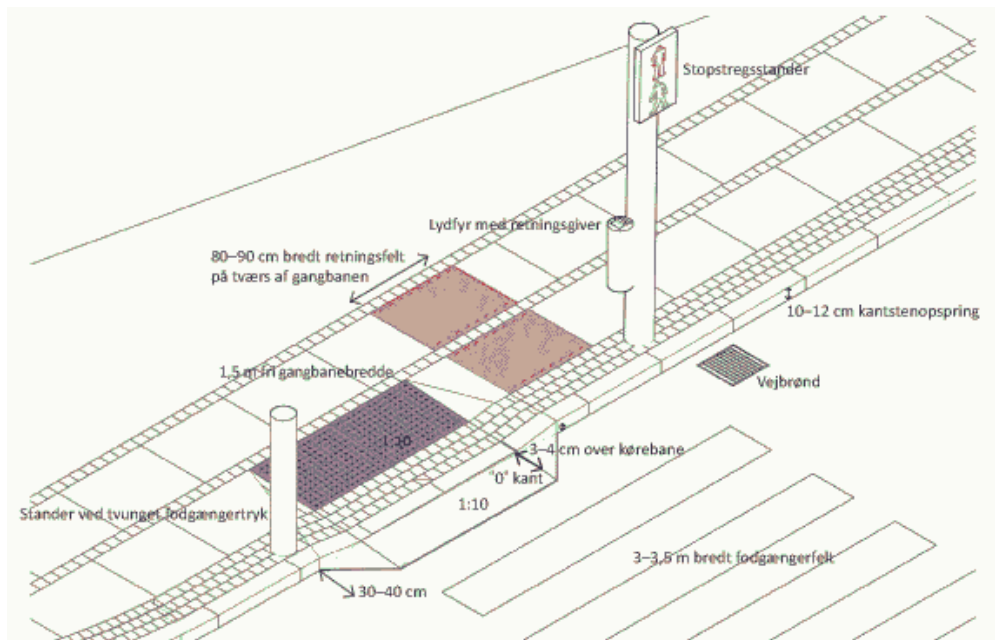 Stopstregsstander
Lydfyr med retningsgiver
80–90 cm bredt retningsfelt
på tværs af gangbanen
10–12 cm kantstenopspring
1,5 m fri gangbanebredde
Vejbrønd
1:10
3–4 cm over kørebane
"0" kant
1:10
Stander ved tvunget fodgængertryk
3–3,5 m bredt fodgængerfelt
30–40 cm